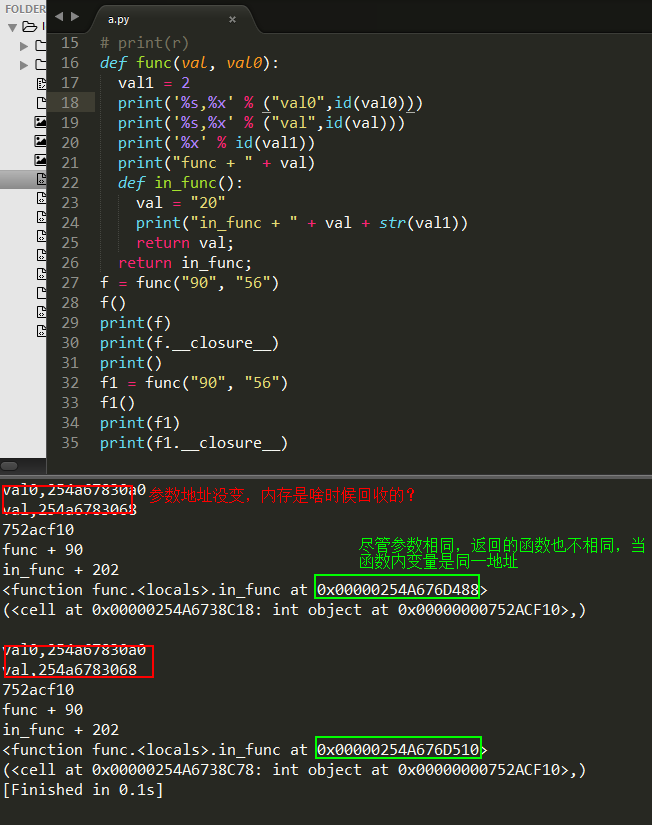 FOLDER
a.py
15 # print(r)
16 def func(val, val0):
17 val1 = 2
18 print('%s,%x' % ("val0",id(val0)))
19 print('%s,%x' % ("val",id(val)))
20 print('%x' % id(val1))
21 print("func + " + val)
22 def in_func():
23 val = "20"
24 print("in_func + " + val + str(val1))
25 return val;
26 return in_func;
27 f = func("90", "56")
28 f()
29 print(f)
30 print(f.__closure__)
31 print()
32 f1 = func("90", "56")
33 f1()
34 print(f1)
35 print(f1.__closure__)
val0,254a67830a0 参数地址没变，内存是啥时候回收的？
val,254a6783068
752acf10
func + 90
尽管参数相同，返回的函数也不相同，当
函数内变量是同一地址
in_func + 202
<function func.<locals>.in_func at 0x00000254A676D488>
(<cell at 0x00000254A6738C18: int object at 0x00000000752ACF10>,)
val0,254a67830a0
val,254a6783068
752acf10
func + 90
in_func + 202
<function func.<locals>.in_func at 0x00000254A676D510>
(<cell at 0x00000254A6738C78: int object at 0x00000000752ACF10>,)
[Finished in 0.1s]